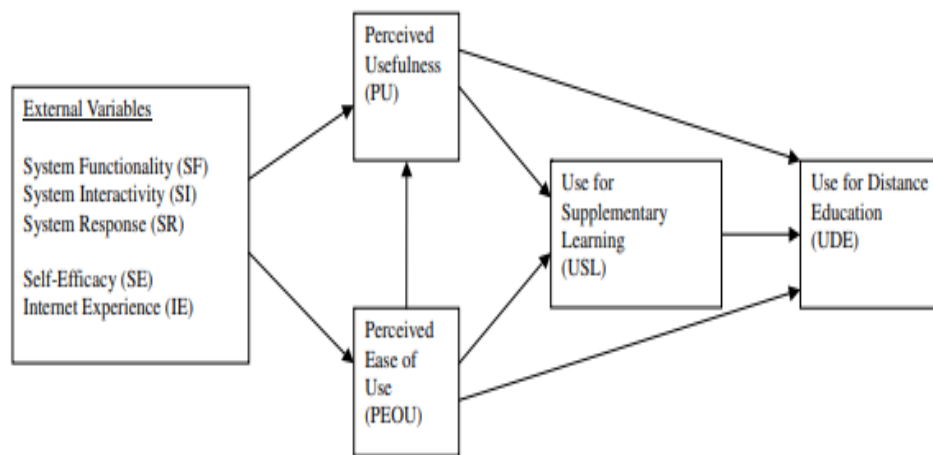 External Variables
System Functionality (SF)
System Interactivity (SI)
System Response (SR)
Self-Efficacy (SE)
Internet Experience (IE)
Perceived
Usefulness
(PU)
Perceived
Ease of
Use
(PEOU)
Use for
Supplementary
Learning
(USL)
Use for Distance
Education
(UDE)